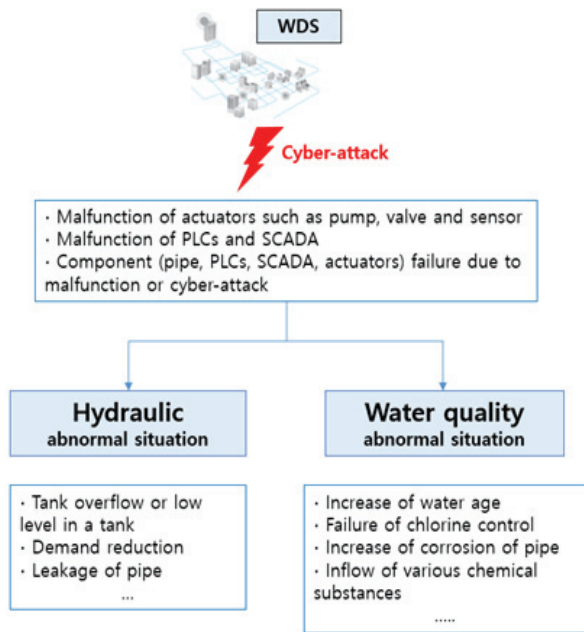 WDS
Cyber-attack
· Malfunction of actuators such as pump, valve and sensor
· Malfunction of PLCs and SCADA
· Component (pipe, PLCs, SCADA, actuators) failure due to
malfunction or cyber-attack
Hydraulic
abnormal situation
· Tank overflow or low
level in a tank
· Demand reduction
· Leakage of pipe
...
Water quality
abnormal situation
· Increase of water age
· Failure of chlorine control
· Increase of corrosion of pipe
· Inflow of various chemical
substances
.....